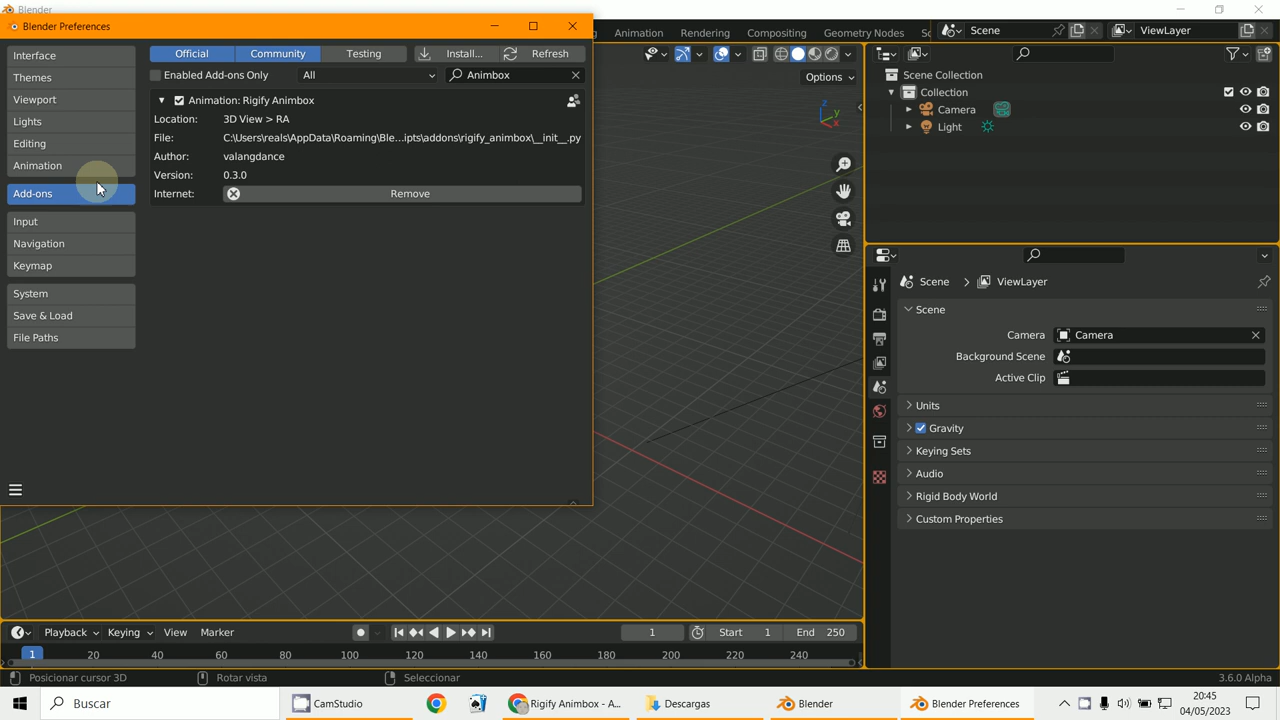 Blender
Blender Preferences
Animation Rendering Compositing Geometry Nodes Sc
Scene ViewLayer
Interface
Themes
Viewport
Lights
Editing
Animation
Add-ons
Input
Navigation
Keymap
System
Save & Load
File Paths
Official Community Testing Install... Refresh
Enabled Add-ons Only All Animbox
Animation: Rigify Animbox
Location: 3D View > RA
File: C:\Users\reals\AppData\Roaming\Ble...ipts\addons\rigify_animbox\__init__.py
Author: valangdance
Version: 0.3.0
Internet: Remove
Options
Z
Y
Scene Collection
Collection
Camera
Light
Scene > ViewLayer
Scene
Camera Camera
Background Scene
Active Clip
Units
Gravity
Keying Sets
Audio
Rigid Body World
Custom Properties
Playback Keying View Marker 1 Start 1 End 250
1 20 40 60 80 100 120 140 160 180 200 220 240
Posicionar cursor 3D Rotar vista Seleccionar 3.6.0 Alpha
Buscar CamStudio Rigify Animbox - A... Descargas Blender Blender Preferences
20:45
04/05/2023